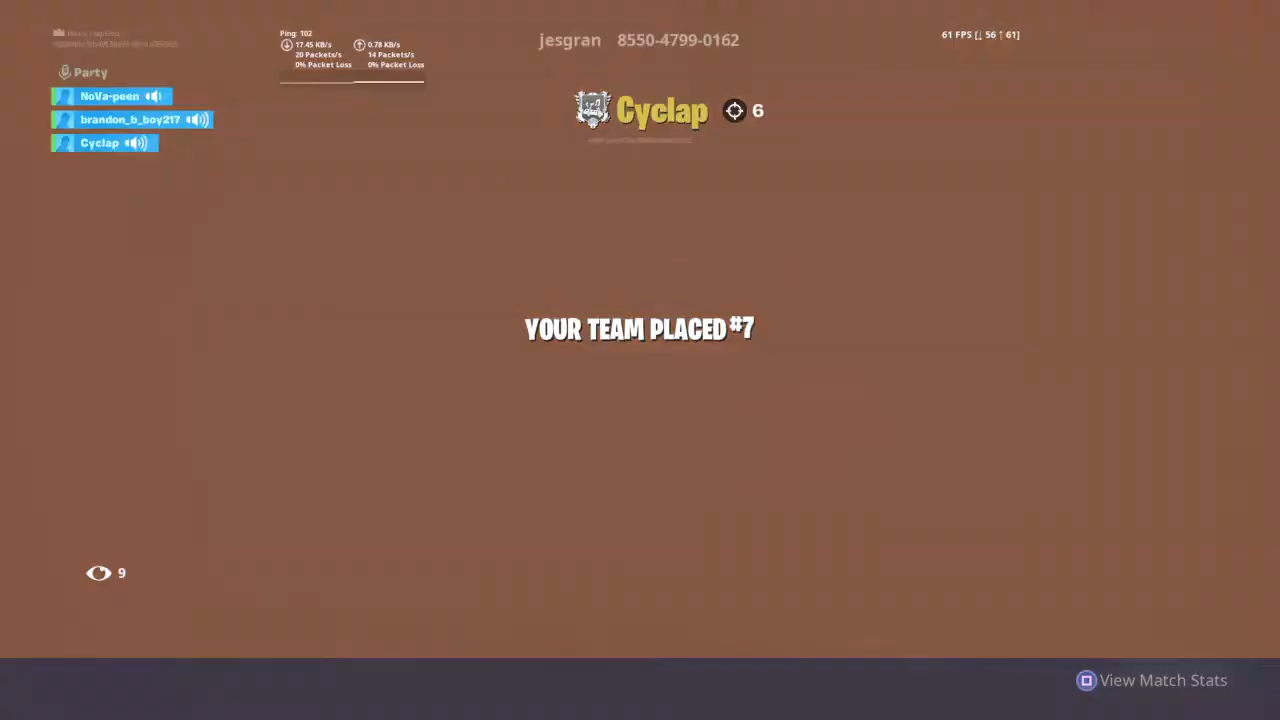 Ping: 102
17.45 KB/s 0.78 KB/s
20 Packets/s 14 Packets/s
0% Packet Loss 0% Packet Loss
jesgran 8550-4799-0162
61 FPS [↓ 56 ↑ 61]
Party
NoVa-peen
brandon_b_boy217
Cyclap
Cyclap 6
YOUR TEAM PLACED #7
9
View Match Stats